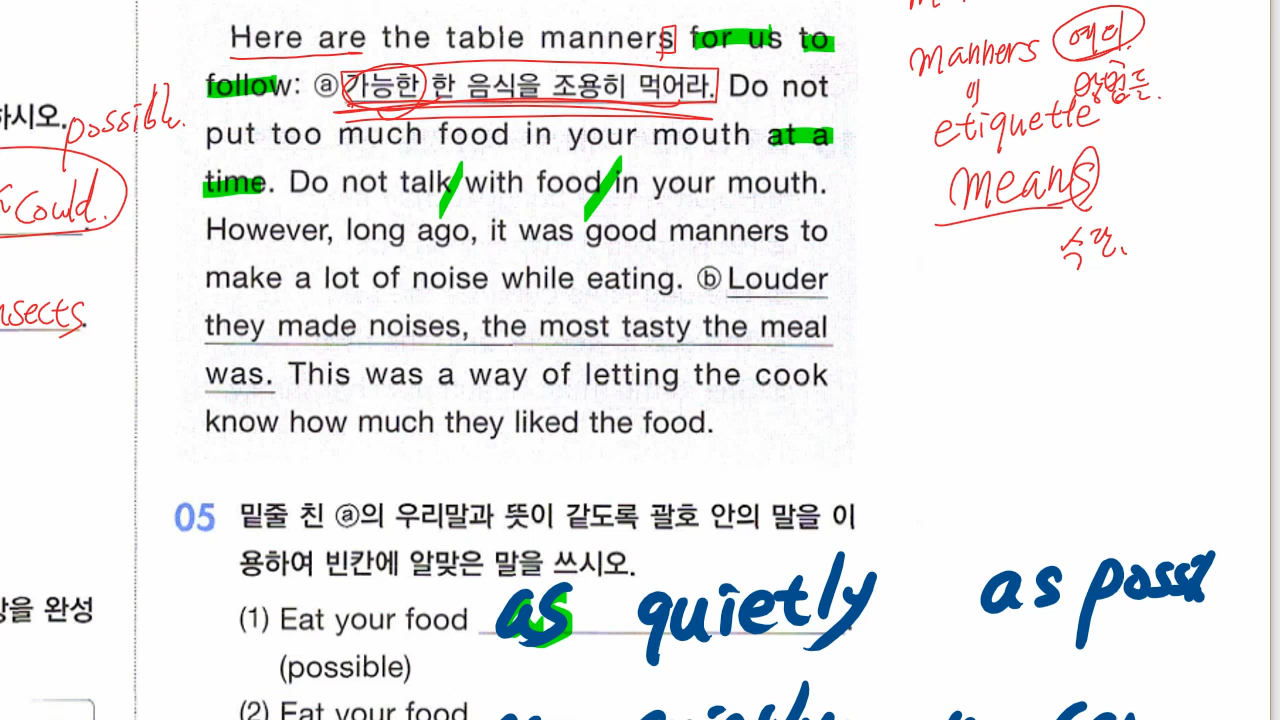 Here are the table manners for us to
follow: ⓐ 가능한 한 음식을 조용히 먹어라. Do not
put too much food in your mouth at a
time. Do not talk with food in your mouth.
However, long ago, it was good manners to
make a lot of noise while eating. ⓑ Louder
they made noises, the most tasty the meal
was. This was a way of letting the cook
know how much they liked the food.
manners 예의
etiquette
means
수단.
하시오.
possible.
could.
nsects.
05 밑줄 친 ⓐ의 우리말과 뜻이 같도록 괄호 안의 말을 이
용하여 빈칸에 알맞은 말을 쓰시오.
(1) Eat your food as quietly as
(possible)
(2) Eat your food
완성